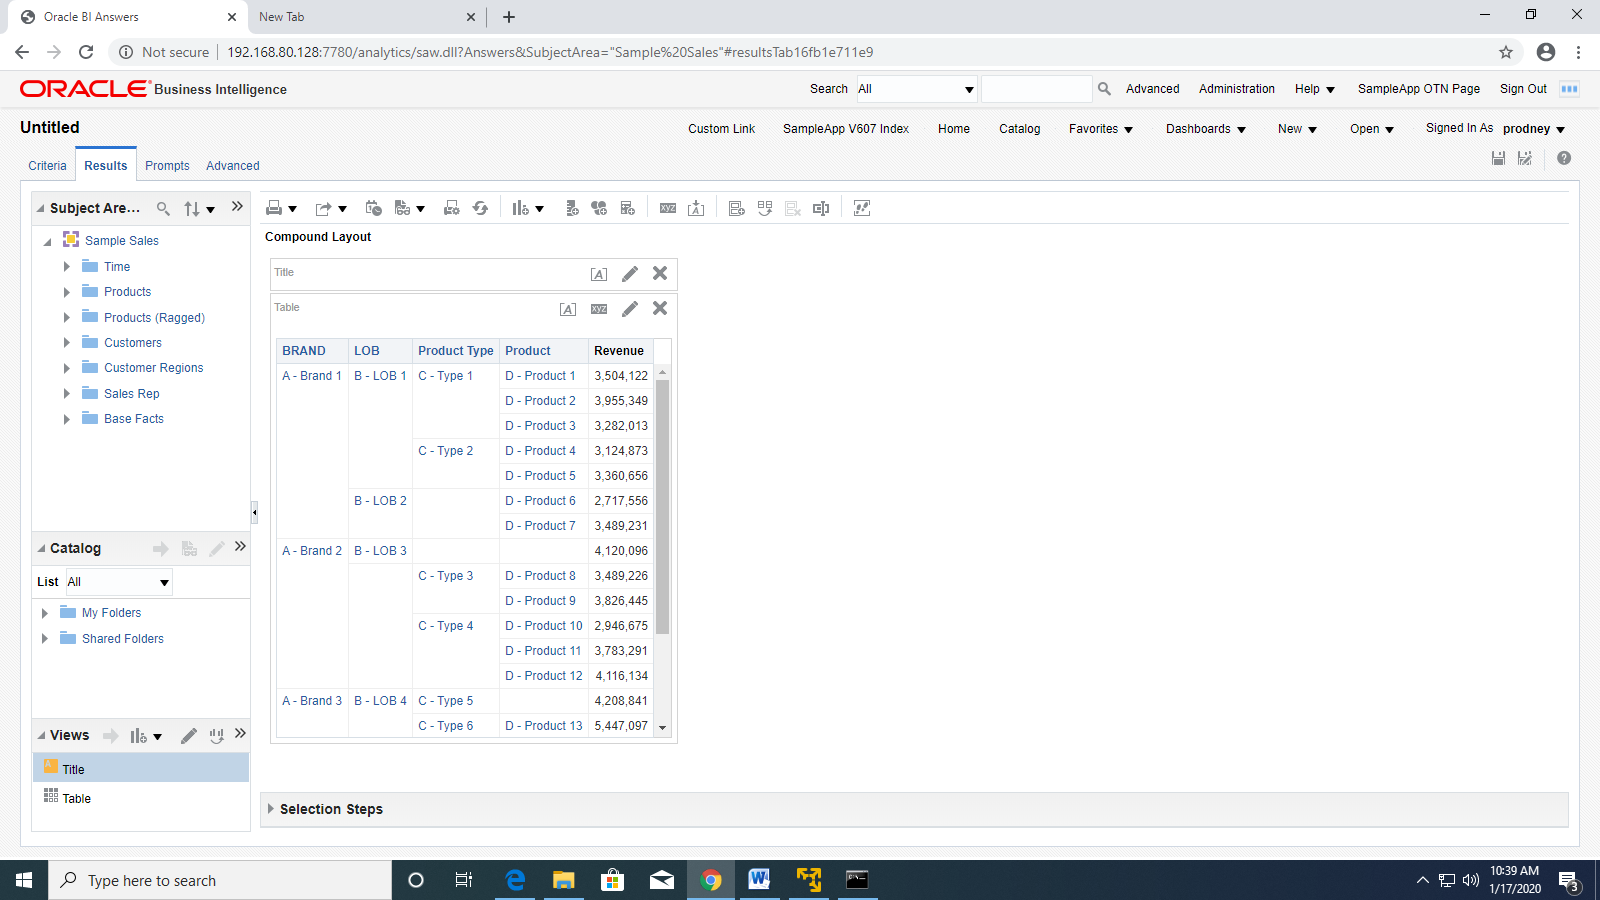 Oracle BI Answers
New Tab
Not secure
192.168.80.128:7780/analytics/saw.dll?Answers&SubjectArea="Sample%20Sales"#resultsTab16fb1e711e9
ORACLE Business Intelligence
Search All Advanced Administration Help SampleApp OTN Page Sign Out
Untitled
Custom Link SampleApp V607 Index Home Catalog Favorites Dashboards New Open Signed In As prodney
Criteria Results Prompts Advanced
Subject Are...
Sample Sales
Time
Products
Products (Ragged)
Customers
Customer Regions
Sales Rep
Base Facts
Catalog
List All
My Folders
Shared Folders
Views
Title
Table
Compound Layout
Title
Table
BRAND LOB Product Type Product Revenue
A - Brand 1 B - LOB 1 C - Type 1 D - Product 1 3,504,122
D - Product 2 3,955,349
D - Product 3 3,282,013
C - Type 2 D - Product 4 3,124,873
D - Product 5 3,360,656
B - LOB 2 D - Product 6 2,717,556
D - Product 7 3,489,231
A - Brand 2 B - LOB 3 4,120,096
C - Type 3 D - Product 8 3,489,226
D - Product 9 3,826,445
C - Type 4 D - Product 10 2,946,675
D - Product 11 3,783,291
D - Product 12 4,116,134
A - Brand 3 B - LOB 4 C - Type 5 4,208,841
C - Type 6 D - Product 13 5,447,097
Selection Steps
Type here to search
10:39 AM
1/17/2020
3